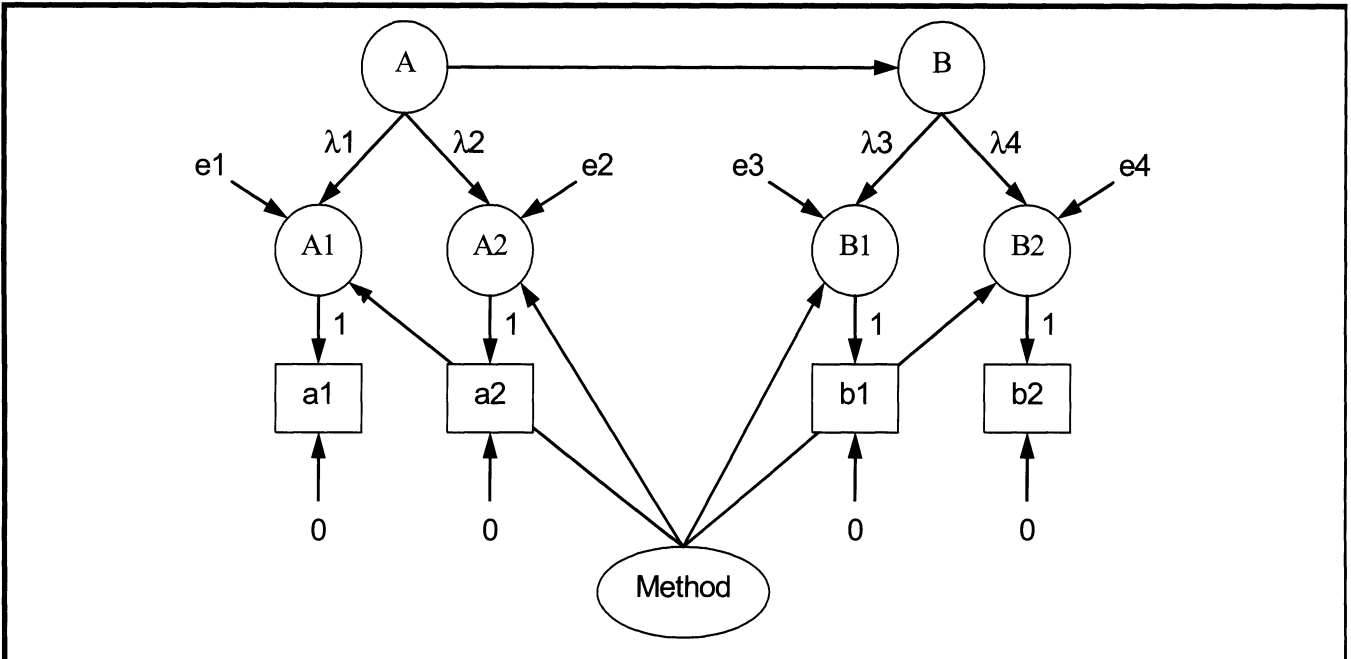 A B
λ1 λ2 λ3 λ4
e1 e2 e3 e4
A1 A2 B1 B2
1 1 1 1
a1 a2 b1 b2
0 0 0 0
Method